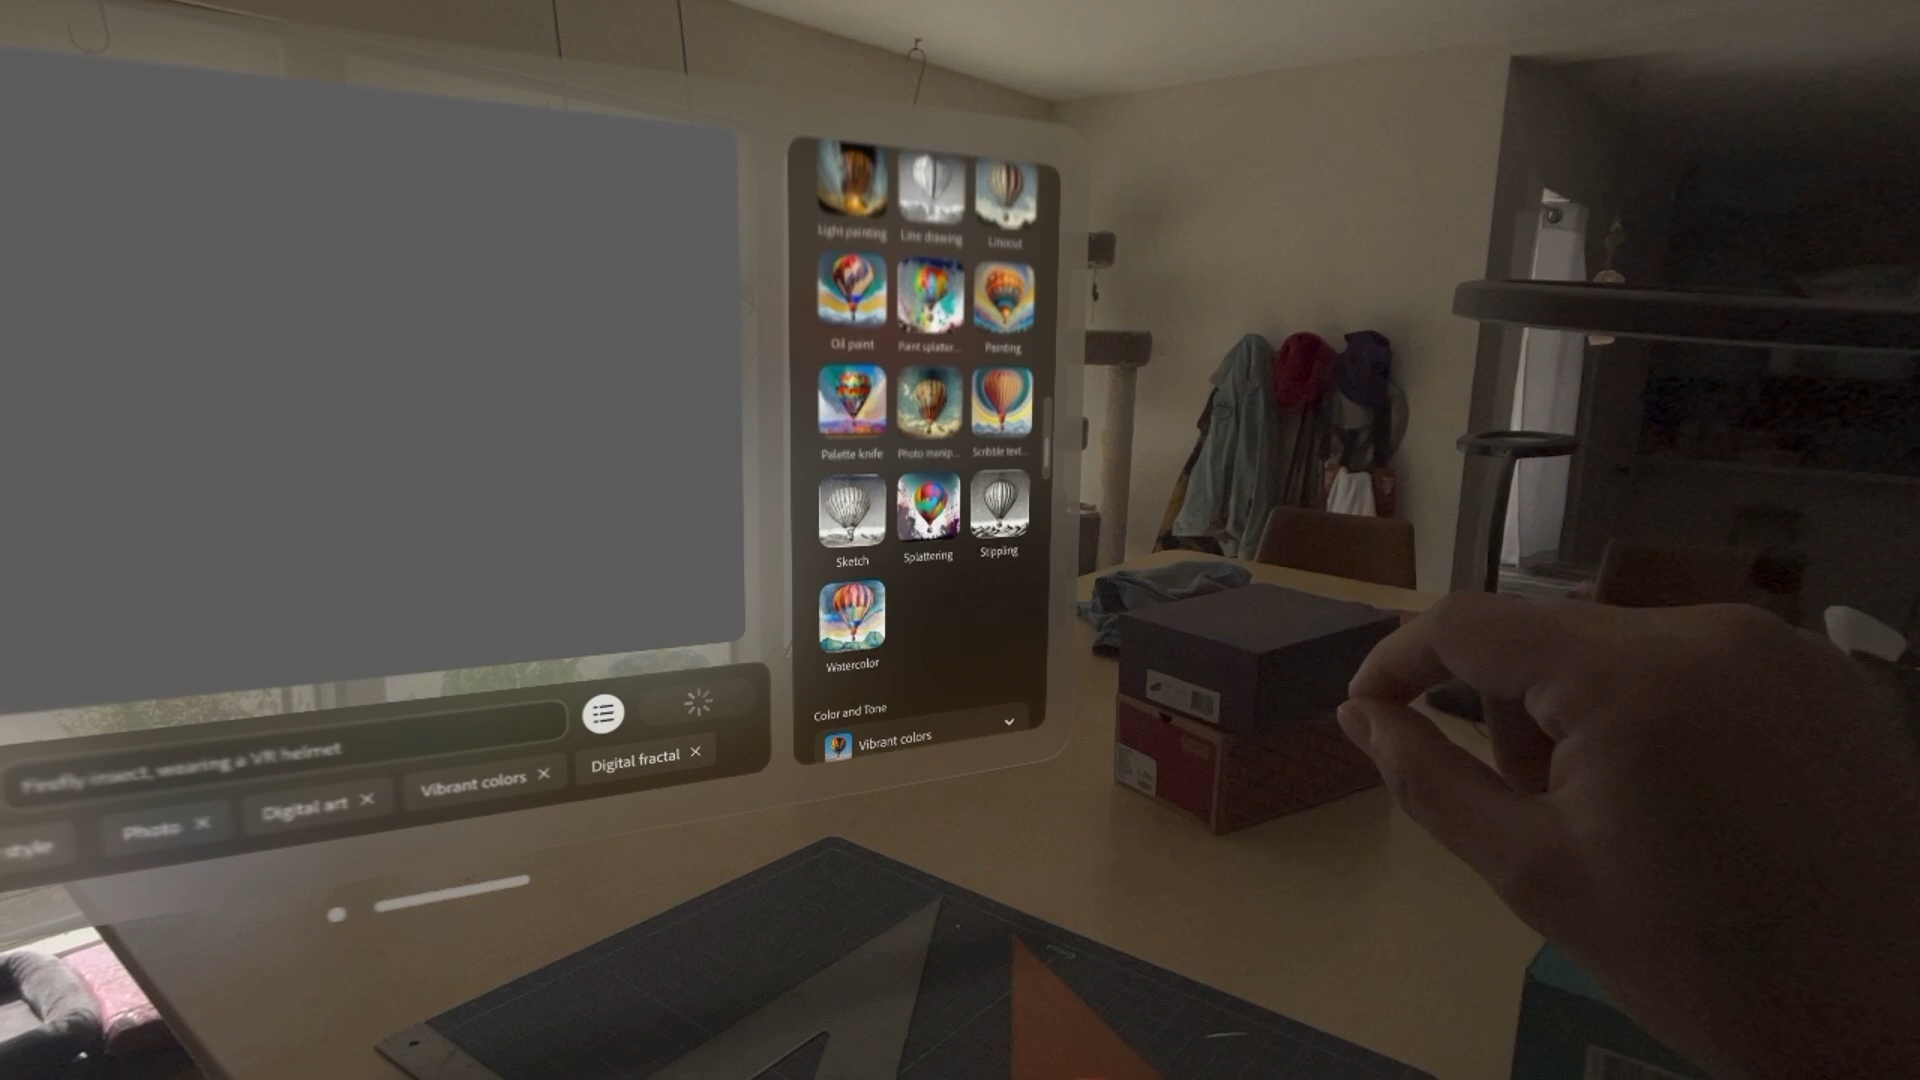 Light painting
Line drawing
Linocut
Oil paint
Paint splatter...
Painting
Palette knife
Photo manip...
Scribble text...
Sketch
Splattering
Stippling
Watercolor
Color and Tone
Vibrant colors
Firefly insect, wearing a VR helmet
style
Photo ×
Digital art ×
Vibrant colors ×
Digital fractal ×